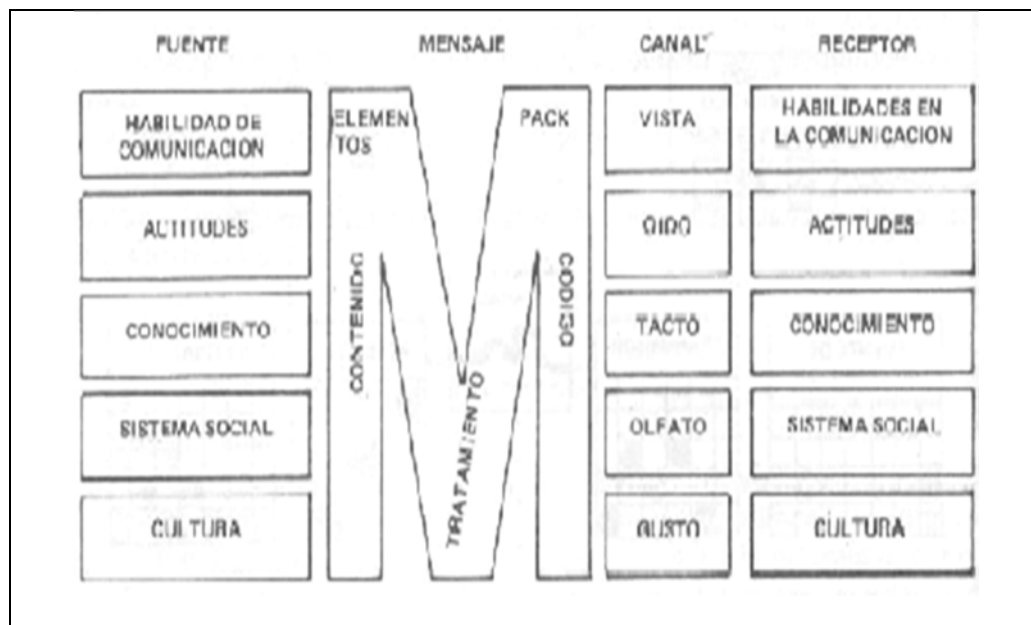 FUENTE
MENSAJE
CANAL
RECEPTOR
HABILIDAD DE
COMUNICACION
ACTITUDES
CONOCIMIENTO
SISTEMA SOCIAL
CULTURA
ELEMEN
TOS
PACK
CONTENIDO
TRATAMIENTO
CODIGO
VISTA
OIDO
TACTO
OLFATO
GUSTO
HABILIDADES EN
LA COMUNICACION
ACTITUDES
CONOCIMIENTO
SISTEMA SOCIAL
CULTURA